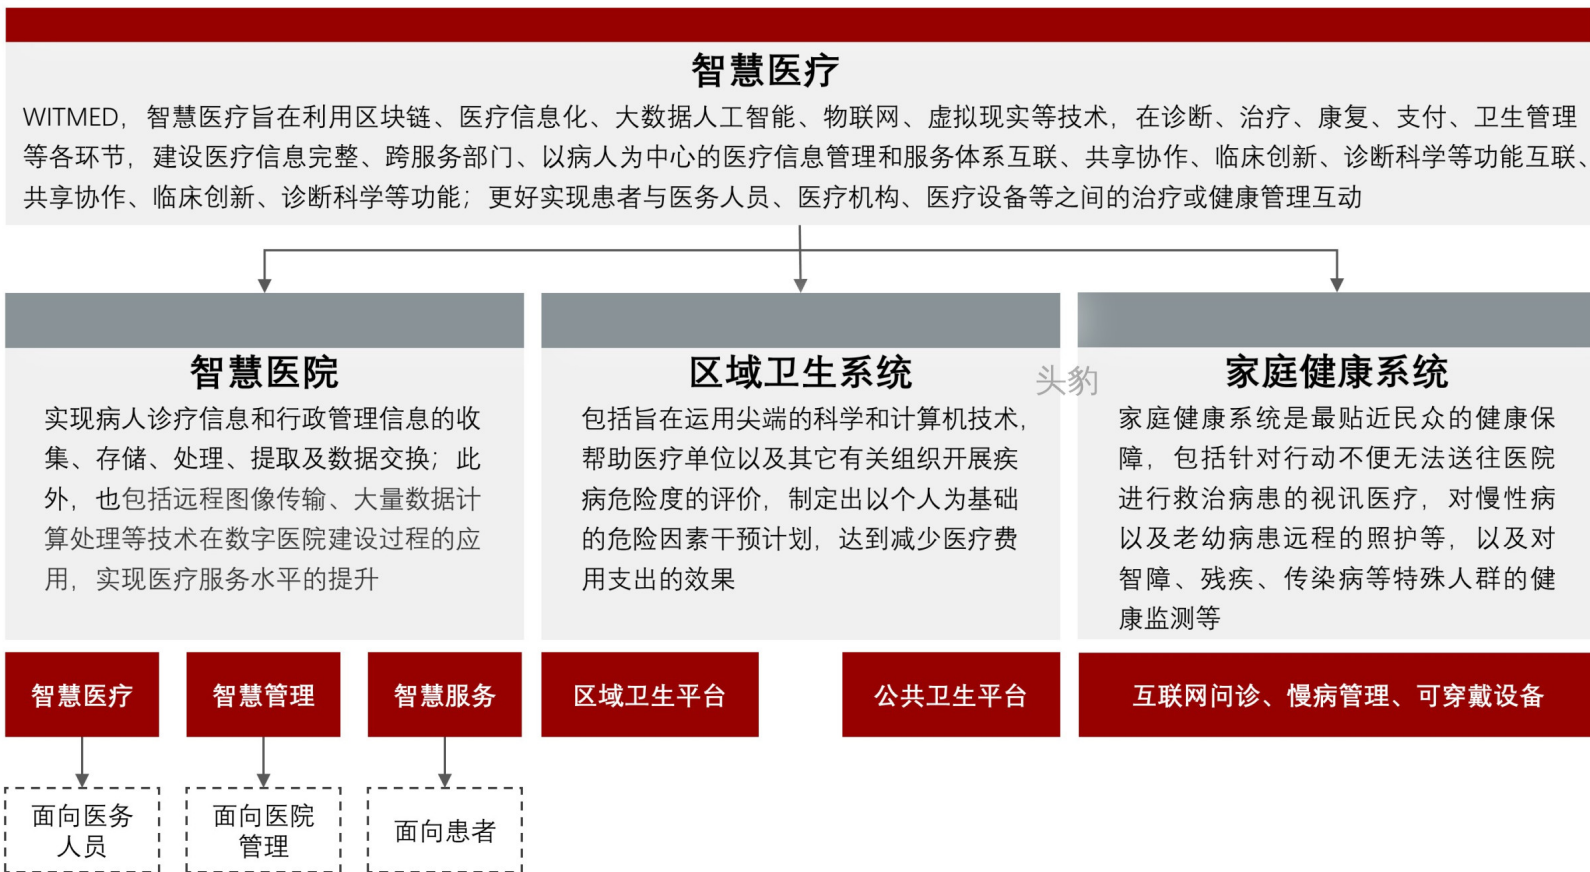 智慧医疗
WITMED，智慧医疗旨在利用区块链、医疗信息化、大数据人工智能、物联网、虚拟现实等技术，在诊断、治疗、康复、支付、卫生管理
等各环节，建设医疗信息完整、跨服务部门、以病人为中心的医疗信息管理和服务体系互联、共享协作、临床创新、诊断科学等功能互联、
共享协作、临床创新、诊断科学等功能；更好实现患者与医务人员、医疗机构、医疗设备等之间的治疗或健康管理互动
智慧医院
实现病人诊疗信息和行政管理信息的收
集、存储、处理、提取及数据交换；此
外，也包括远程图像传输、大量数据计
算处理等技术在数字医院建设过程的应
用，实现医疗服务水平的提升
区域卫生系统
包括旨在运用尖端的科学和计算机技术，
帮助医疗单位以及其它有关组织开展疾
病危险度的评价，制定出以个人为基础
的危险因素干预计划，达到减少医疗费
用支出的效果
头豹
家庭健康系统
家庭健康系统是最贴近民众的健康保
障，包括针对行动不便无法送往医院
进行救治病患的视讯医疗，对慢性病
以及老幼病患远程的照护等，以及对
智障、残疾、传染病等特殊人群的健
康监测等
智慧医疗
智慧管理
智慧服务
区域卫生平台
公共卫生平台
互联网问诊、慢病管理、可穿戴设备
面向医务
人员
面向医院
管理
面向患者